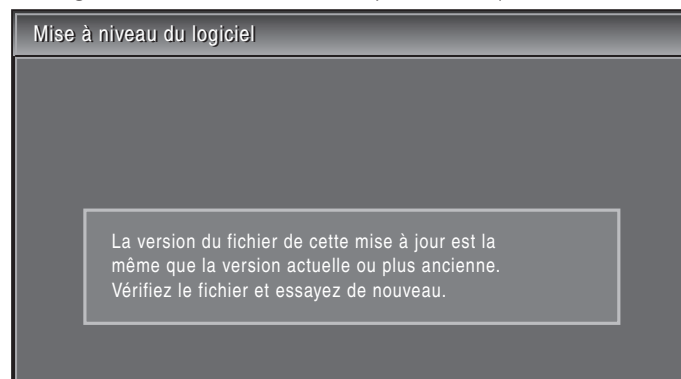 Mise à niveau du logiciel
La version du fichier de cette mise à jour est la
même que la version actuelle ou plus ancienne.
Vérifiez le fichier et essayez de nouveau.